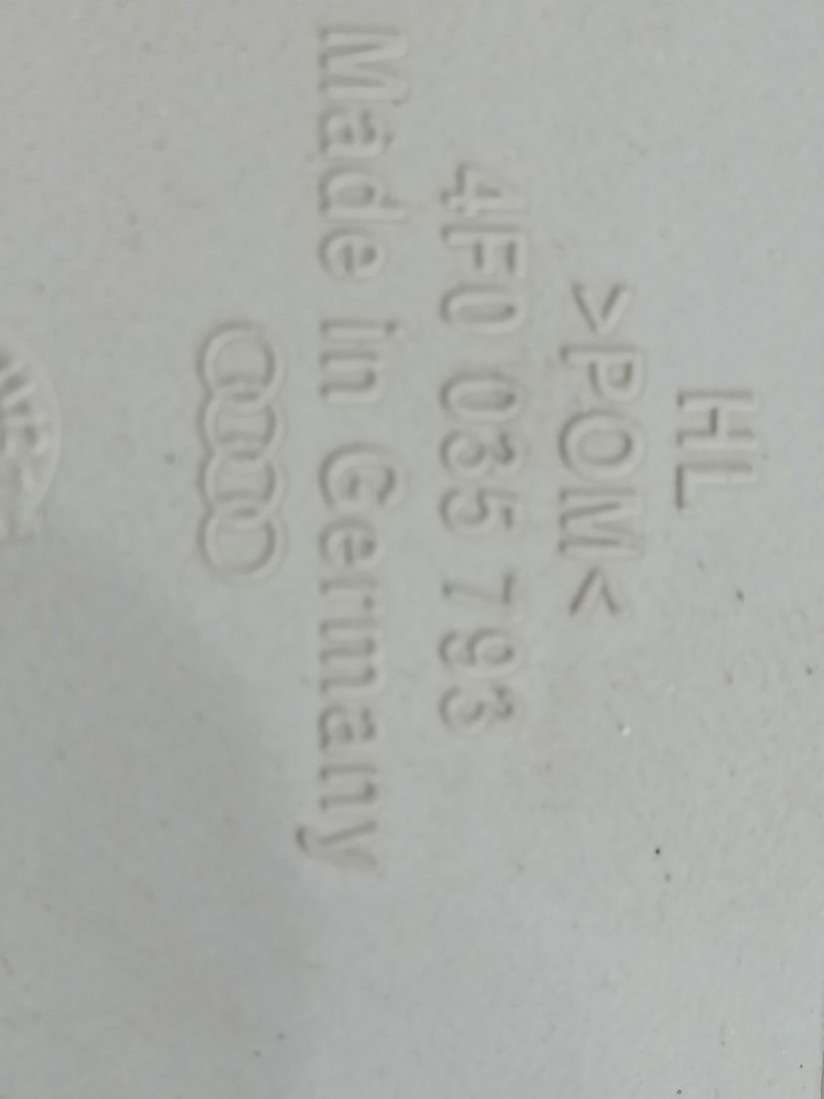 HL
>POM<
4F0 035 793
Made in Germany